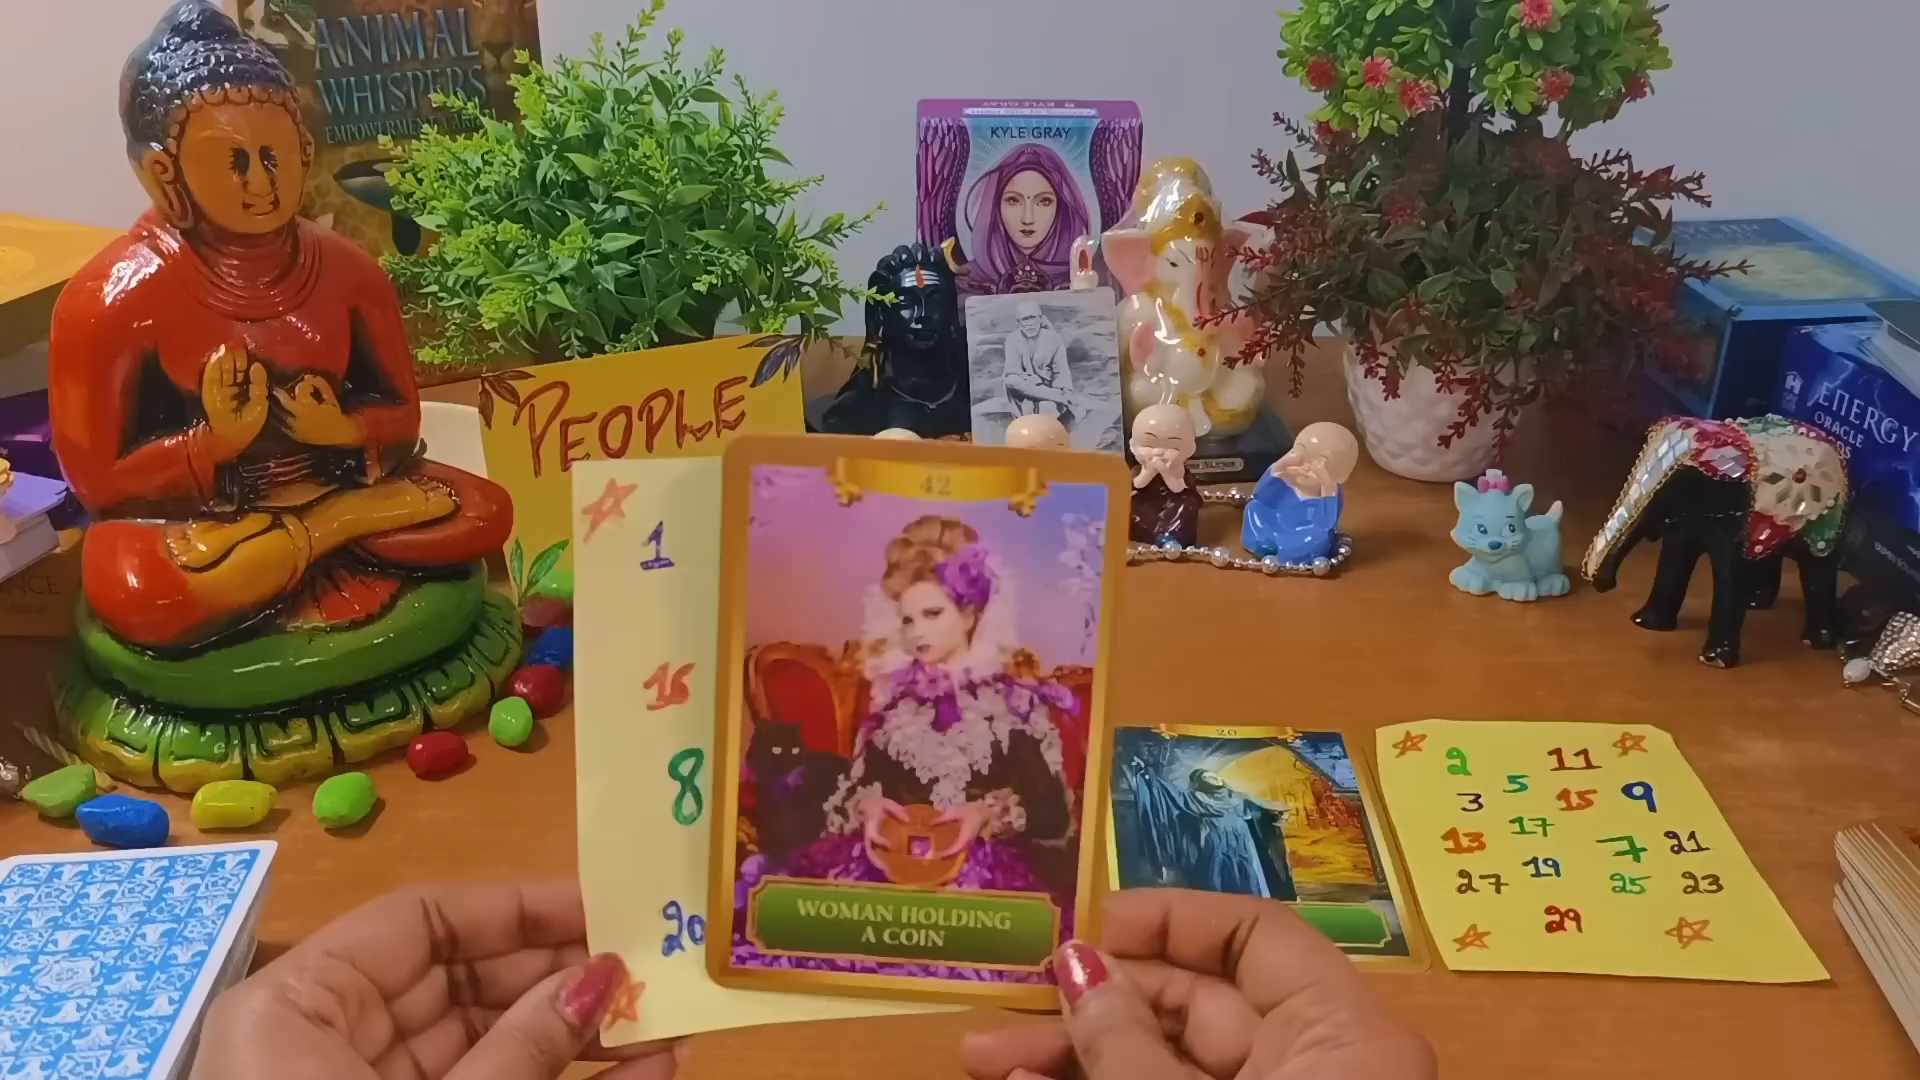 ANIMAL
WHISPERS
KYLE GRAY
PEOPLE
ENERGY
ORACLE
1
16
8
20
42
WOMAN HOLDING
A COIN
20
2 11
3 5 15 9
13 17 7 21
27 19 25 23
29